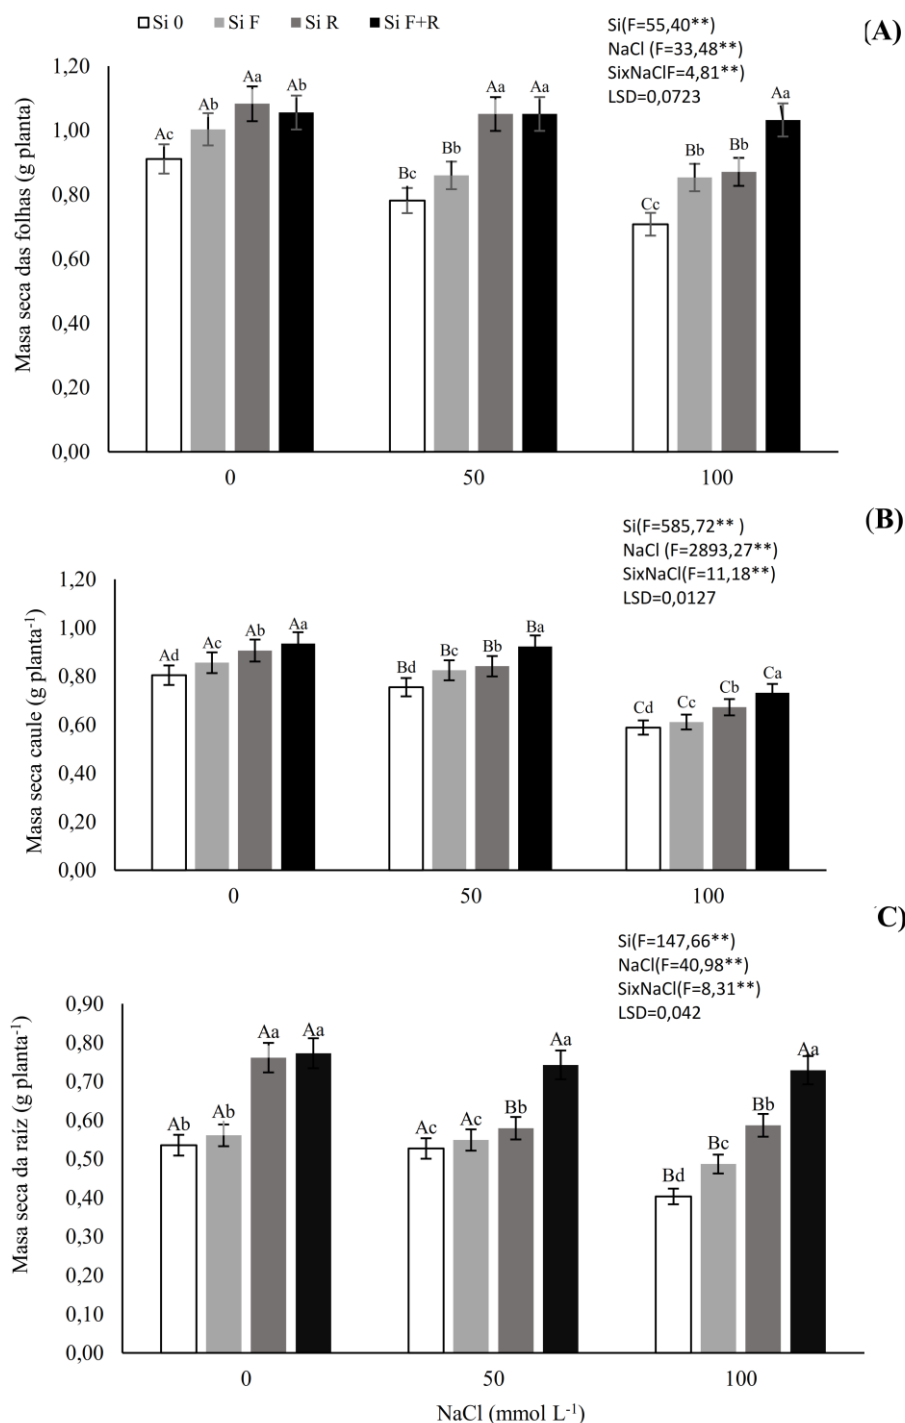 Si 0 Si F Si R Si F+R
Si(F=55,40**)
NaCl (F=33,48**)
SixNaClF=4,81**)
LSD=0,0723
(A)
Masa seca das folhas (g planta)
1,20
1,00
0,80
0,60
0,40
0,20
0,00
Ac Ab Aa Ab
Bc Bb Aa Aa
Cc Bb Bb Aa
0 50 100
(B)
Si(F=585,72** )
NaCl (F=2893,27**)
SixNaCl(F=11,18**)
LSD=0,0127
Masa seca caule (g planta-1)
1,20
1,00
0,80
0,60
0,40
0,20
0,00
Ad Ac Ab Aa
Bd Bc Bb Ba
Cd Cc Cb Ca
0 50 100
C)
Si(F=147,66**)
NaCl(F=40,98**)
SixNaCl(F=8,31**)
LSD=0,042
Masa seca da raíz (g planta-1)
0,90
0,80
0,70
0,60
0,50
0,40
0,30
0,20
0,10
0,00
Ab Ab Aa Aa
Ac Ac Bb Aa
Bd Bc Bb Aa
0 50 100
NaCl (mmol L-1)